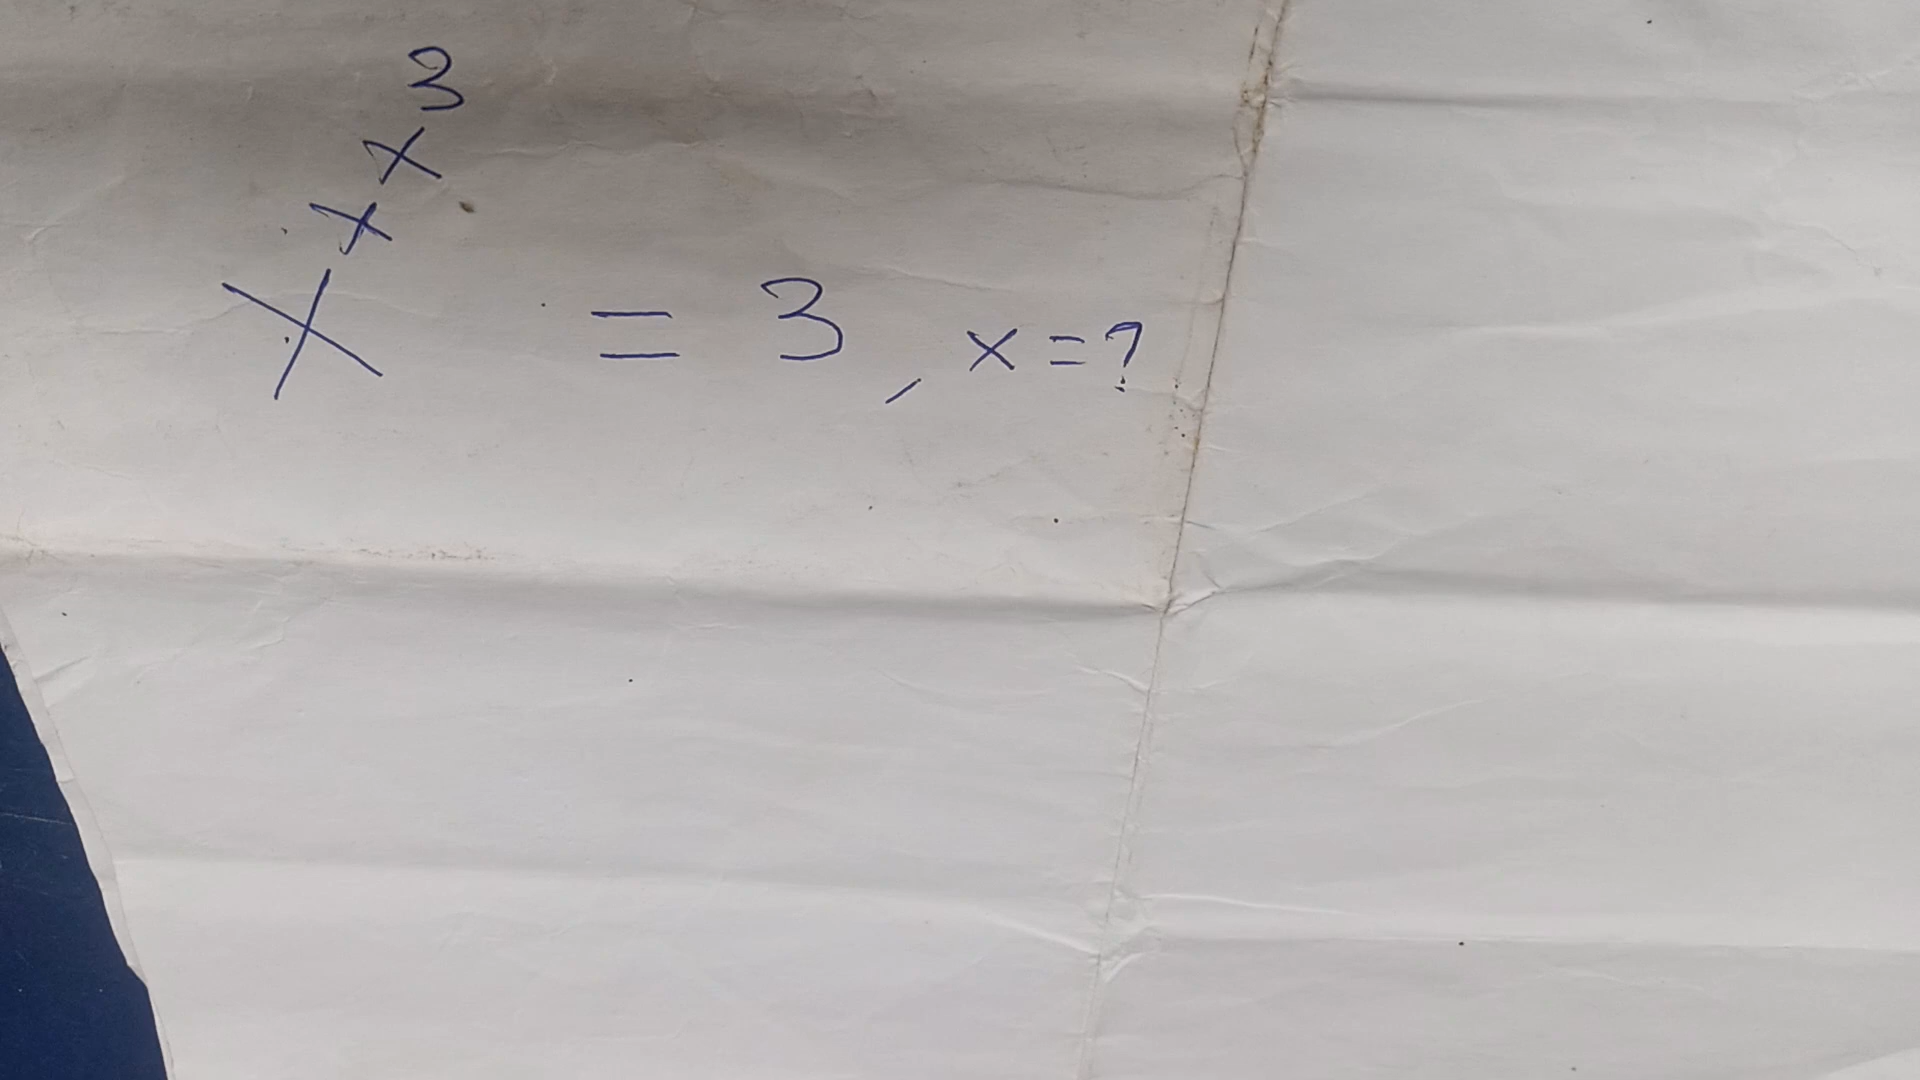 x^{x^{x^{3}}} = 3, x = ?